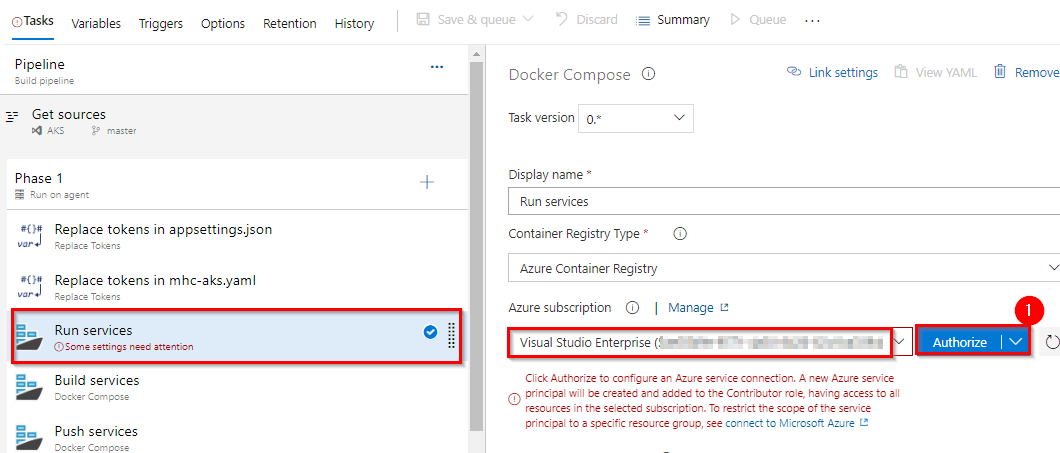 Tasks Variables Triggers Options Retention History Save & queue Discard Summary Queue ...
Pipeline ...
Build pipeline
Get sources
AKS master
Phase 1
Run on agent
#{}# Replace tokens in appsettings.json
var Replace Tokens
#{}# Replace tokens in mhc-aks.yaml
var Replace Tokens
Run services
Some settings need attention
Build services
Docker Compose
Push services
Docker Compose
Docker Compose Link settings View YAML Remove
Task version 0.*
Display name *
Run services
Container Registry Type *
Azure Container Registry
Azure subscription | Manage
1
Visual Studio Enterprise (
Authorize
Click Authorize to configure an Azure service connection. A new Azure service
principal will be created and added to the Contributor role, having access to all
resources in the selected subscription. To restrict the scope of the service
principal to a specific resource group, see connect to Microsoft Azure